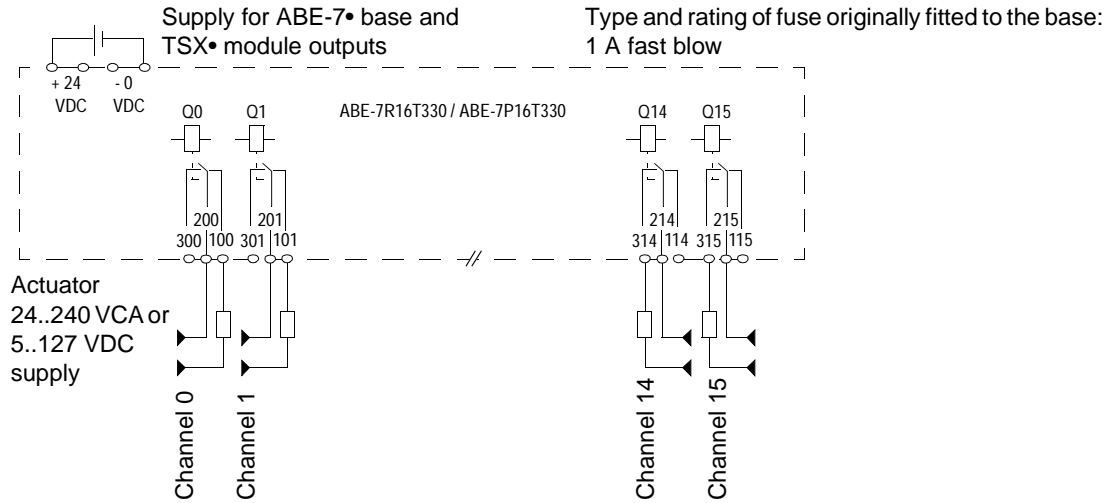 Supply for ABE-7• base and
TSX• module outputs
Type and rating of fuse originally fitted to the base:
1 A fast blow
+ 24
VDC
- 0
VDC
Q0
Q1
ABE-7R16T330 / ABE-7P16T330
Q14
Q15
200
201
214
215
300 100 301 101
314 114 315 115
Actuator
24..240 VCA or
5..127 VDC
supply
Channel 0
Channel 1
Channel 14
Channel 15